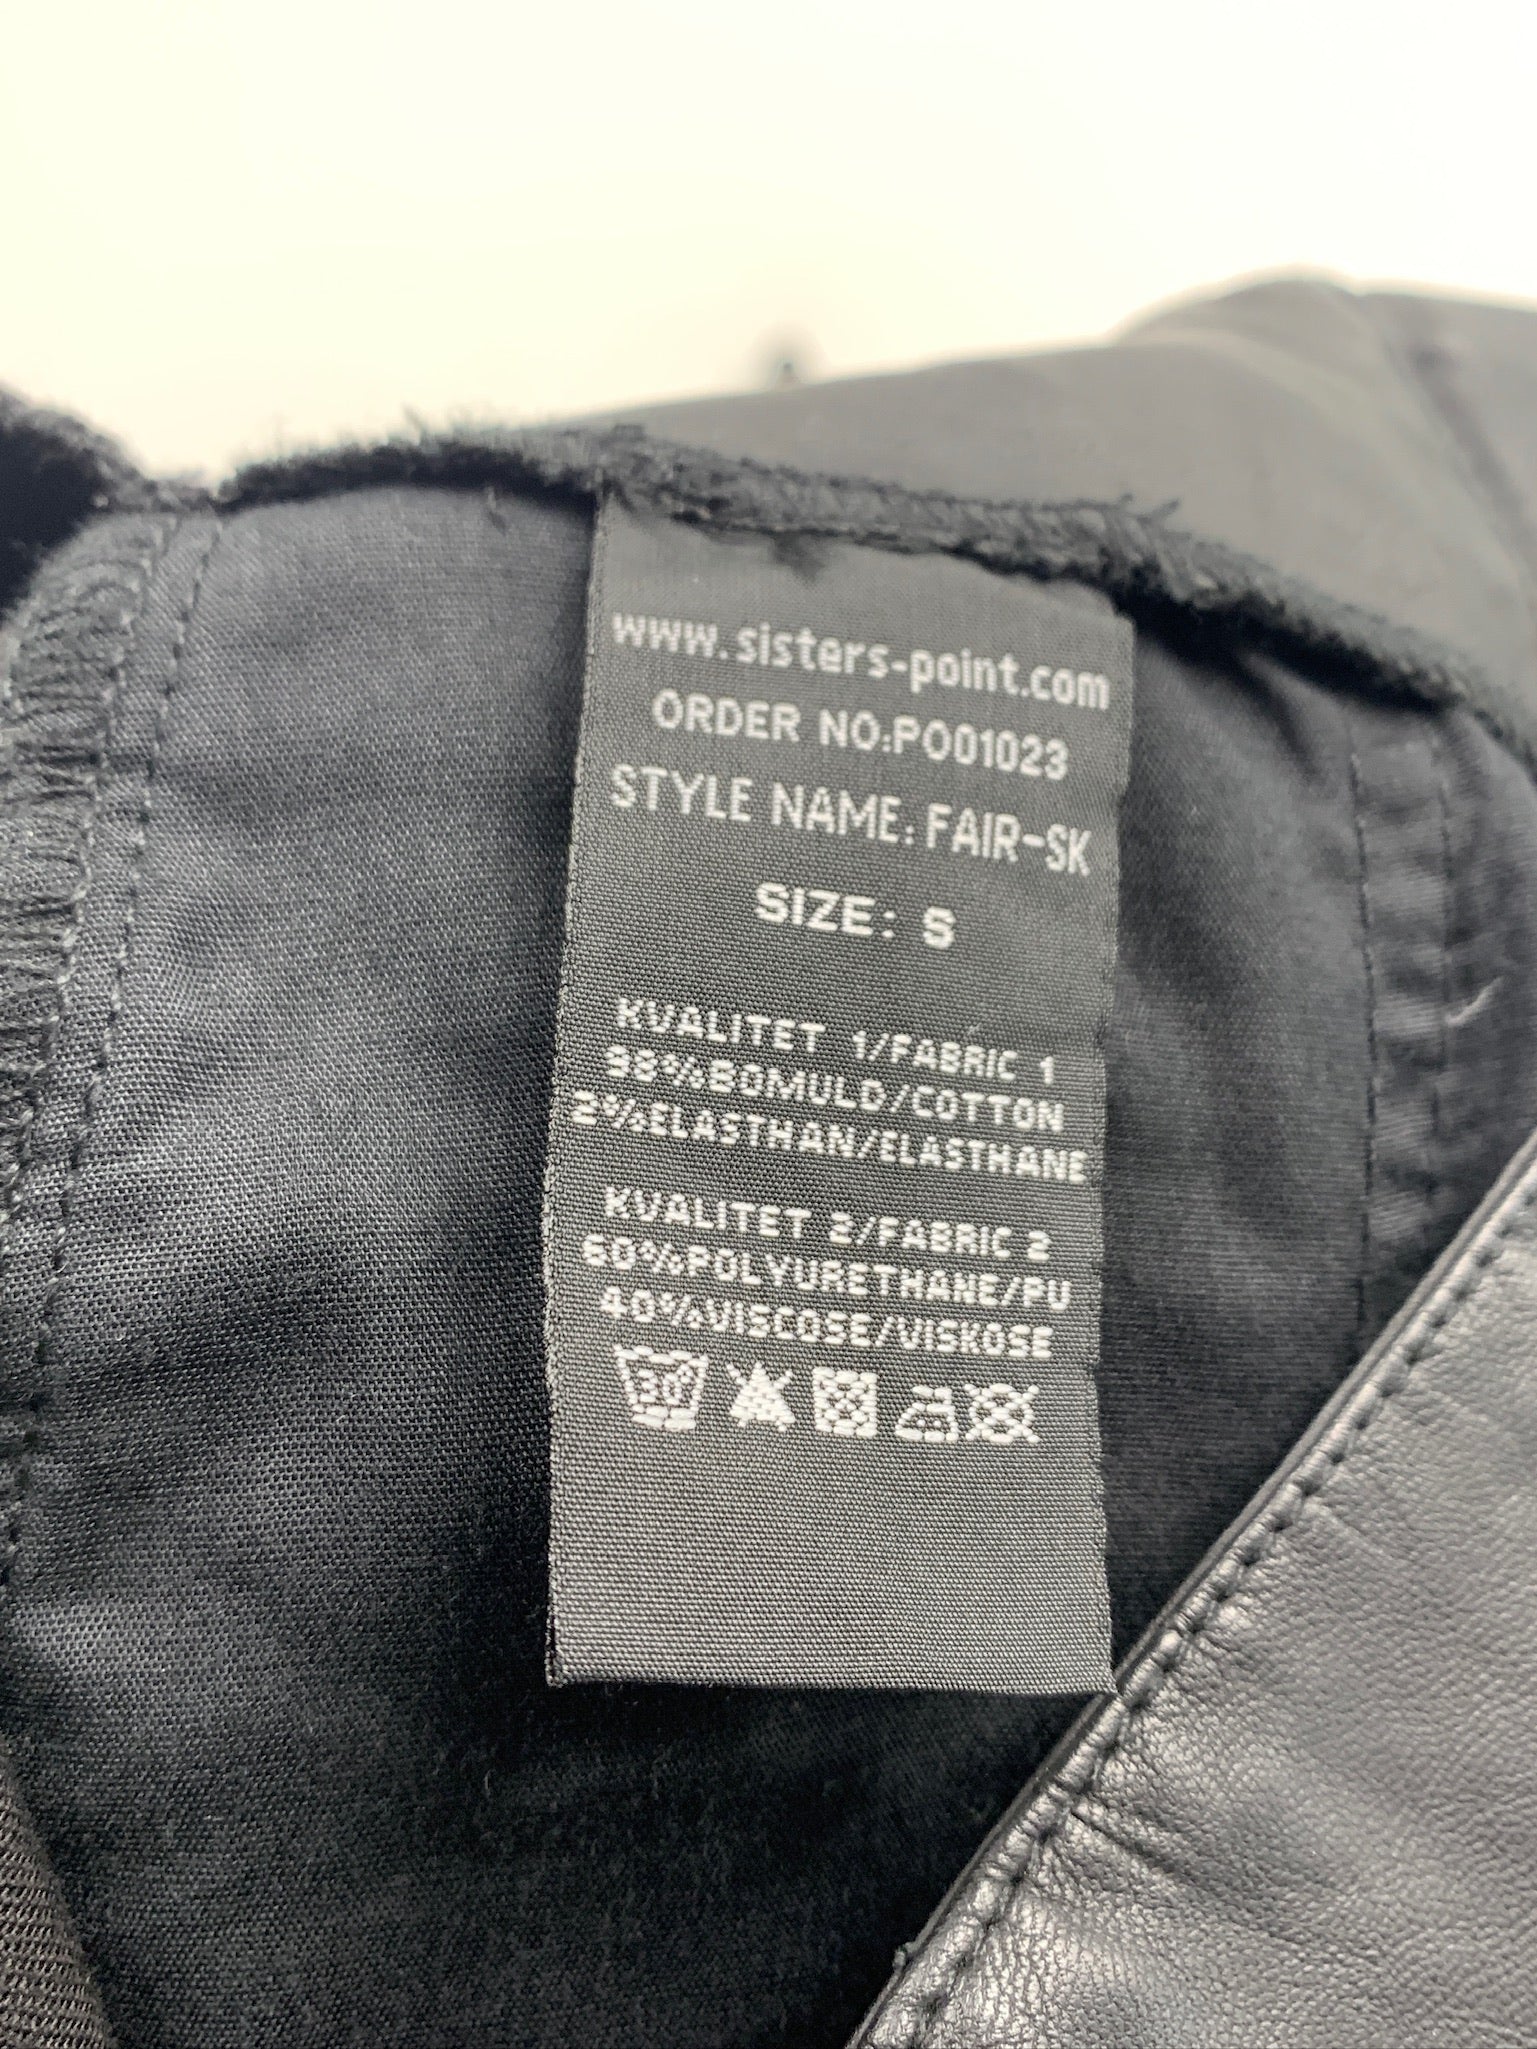 www.sisters-point.com
ORDER NO:PO01023
STYLE NAME: FAIR-SK
SIZE: S
KVALITET 1/FABRIC 1
98%BOMULD/COTTON
2%ELASTHAN/ELASTHANE
KVALITET 2/FABRIC 2
60%POLYURETHANE/PU
40%VISCOSE/VISKOSE
30